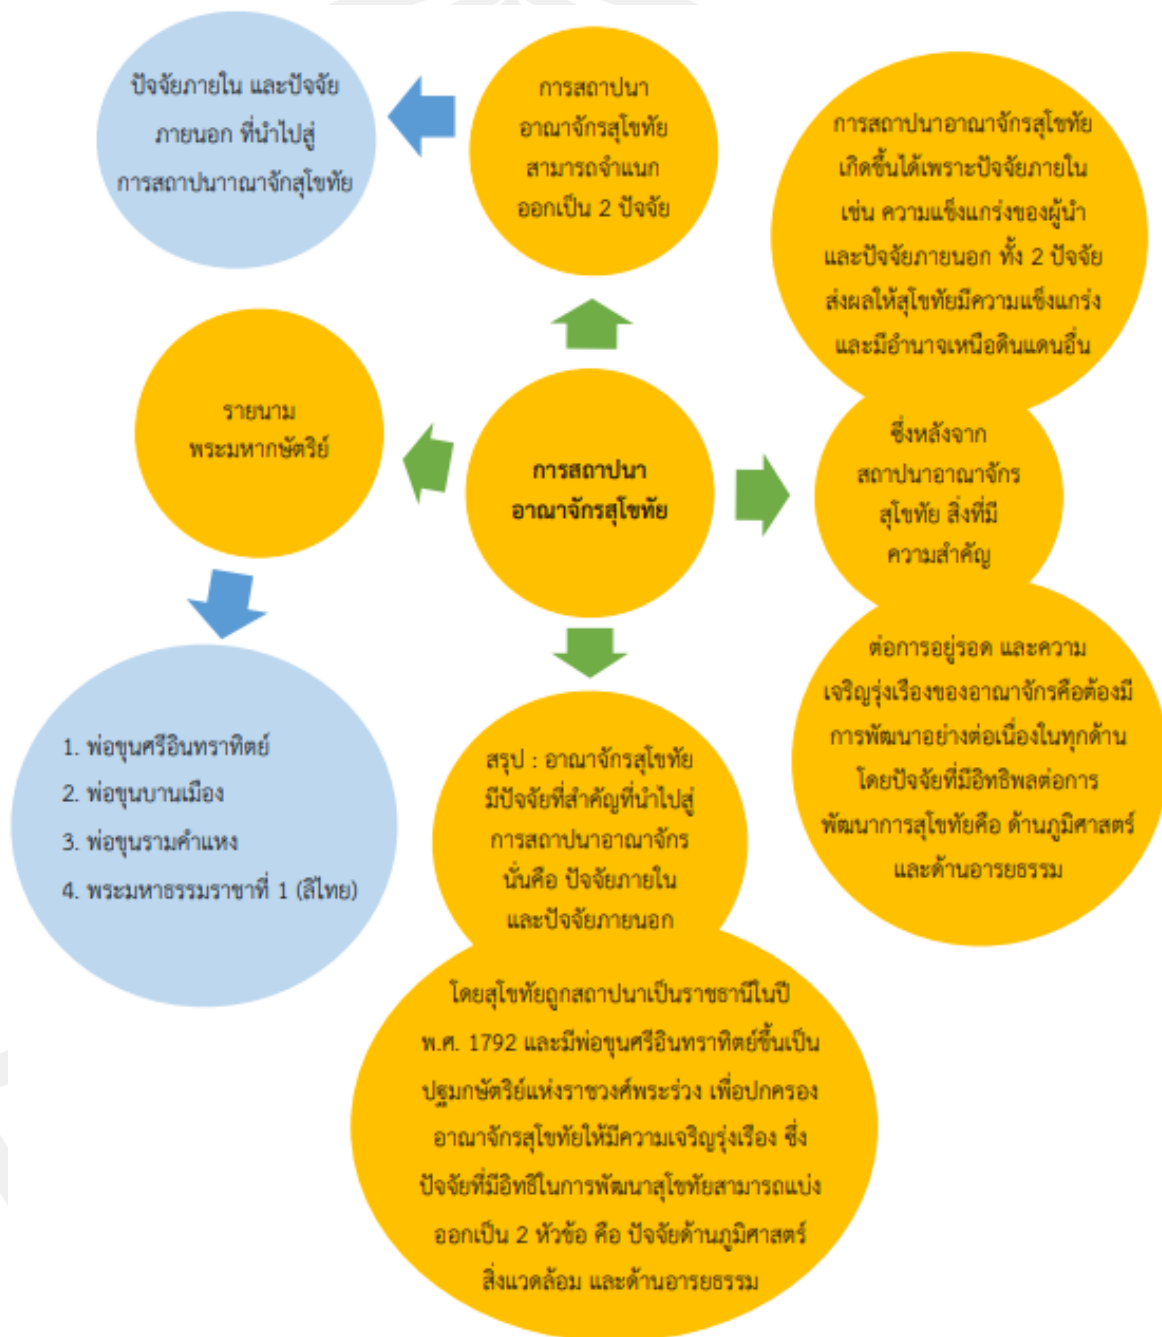 ปัจจัยภายใน และปัจจัย
ภายนอก ที่นำไปสู่
การสถาปนาาณาจักสุโขทัย
การสถาปนา
อาณาจักรสุโขทัย
สามารถจำแนก
ออกเป็น 2 ปัจจัย
การสถาปนาอาณาจักรสุโขทัย
เกิดขึ้นได้เพราะปัจจัยภายใน
เช่น ความแข็งแกร่งของผู้นำ
และปัจจัยภายนอก ทั้ง 2 ปัจจัย
ส่งผลให้สุโขทัยมีความแข็งแกร่ง
และมีอำนาจเหนือดินแดนอื่น
รายนาม
พระมหากษัตริย์
การสถาปนา
อาณาจักรสุโขทัย
ซึ่งหลังจาก
สถาปนาอาณาจักร
สุโขทัย สิ่งที่มี
ความสำคัญ
ต่อการอยู่รอด และความ
เจริญรุ่งเรืองของอาณาจักรคือต้องมี
การพัฒนาอย่างต่อเนื่องในทุกด้าน
โดยปัจจัยที่มีอิทธิพลต่อการ
พัฒนาการสุโขทัยคือ ด้านภูมิศาสตร์
และด้านอารยธรรม
1. พ่อขุนศรีอินทราทิตย์
2. พ่อขุนบานเมือง
3. พ่อขุนรามคำแหง
4. พระมหาธรรมราชาที่ 1 (ลิไทย)
สรุป : อาณาจักรสุโขทัย
มีปัจจัยที่สำคัญที่นำไปสู่
การสถาปนาอาณาจักร
นั่นคือ ปัจจัยภายใน
และปัจจัยภายนอก
โดยสุโขทัยถูกสถาปนาเป็นราชธานีในปี
พ.ศ. 1792 และมีพ่อขุนศรีอินทราทิตย์ขึ้นเป็น
ปฐมกษัตริย์แห่งราชวงศ์พระร่วง เพื่อปกครอง
อาณาจักรสุโขทัยให้มีความเจริญรุ่งเรือง ซึ่ง
ปัจจัยที่มีอิทธิในการพัฒนาสุโขทัยสามารถแบ่ง
ออกเป็น 2 หัวข้อ คือ ปัจจัยด้านภูมิศาสตร์
สิ่งแวดล้อม และด้านอารยธรรม